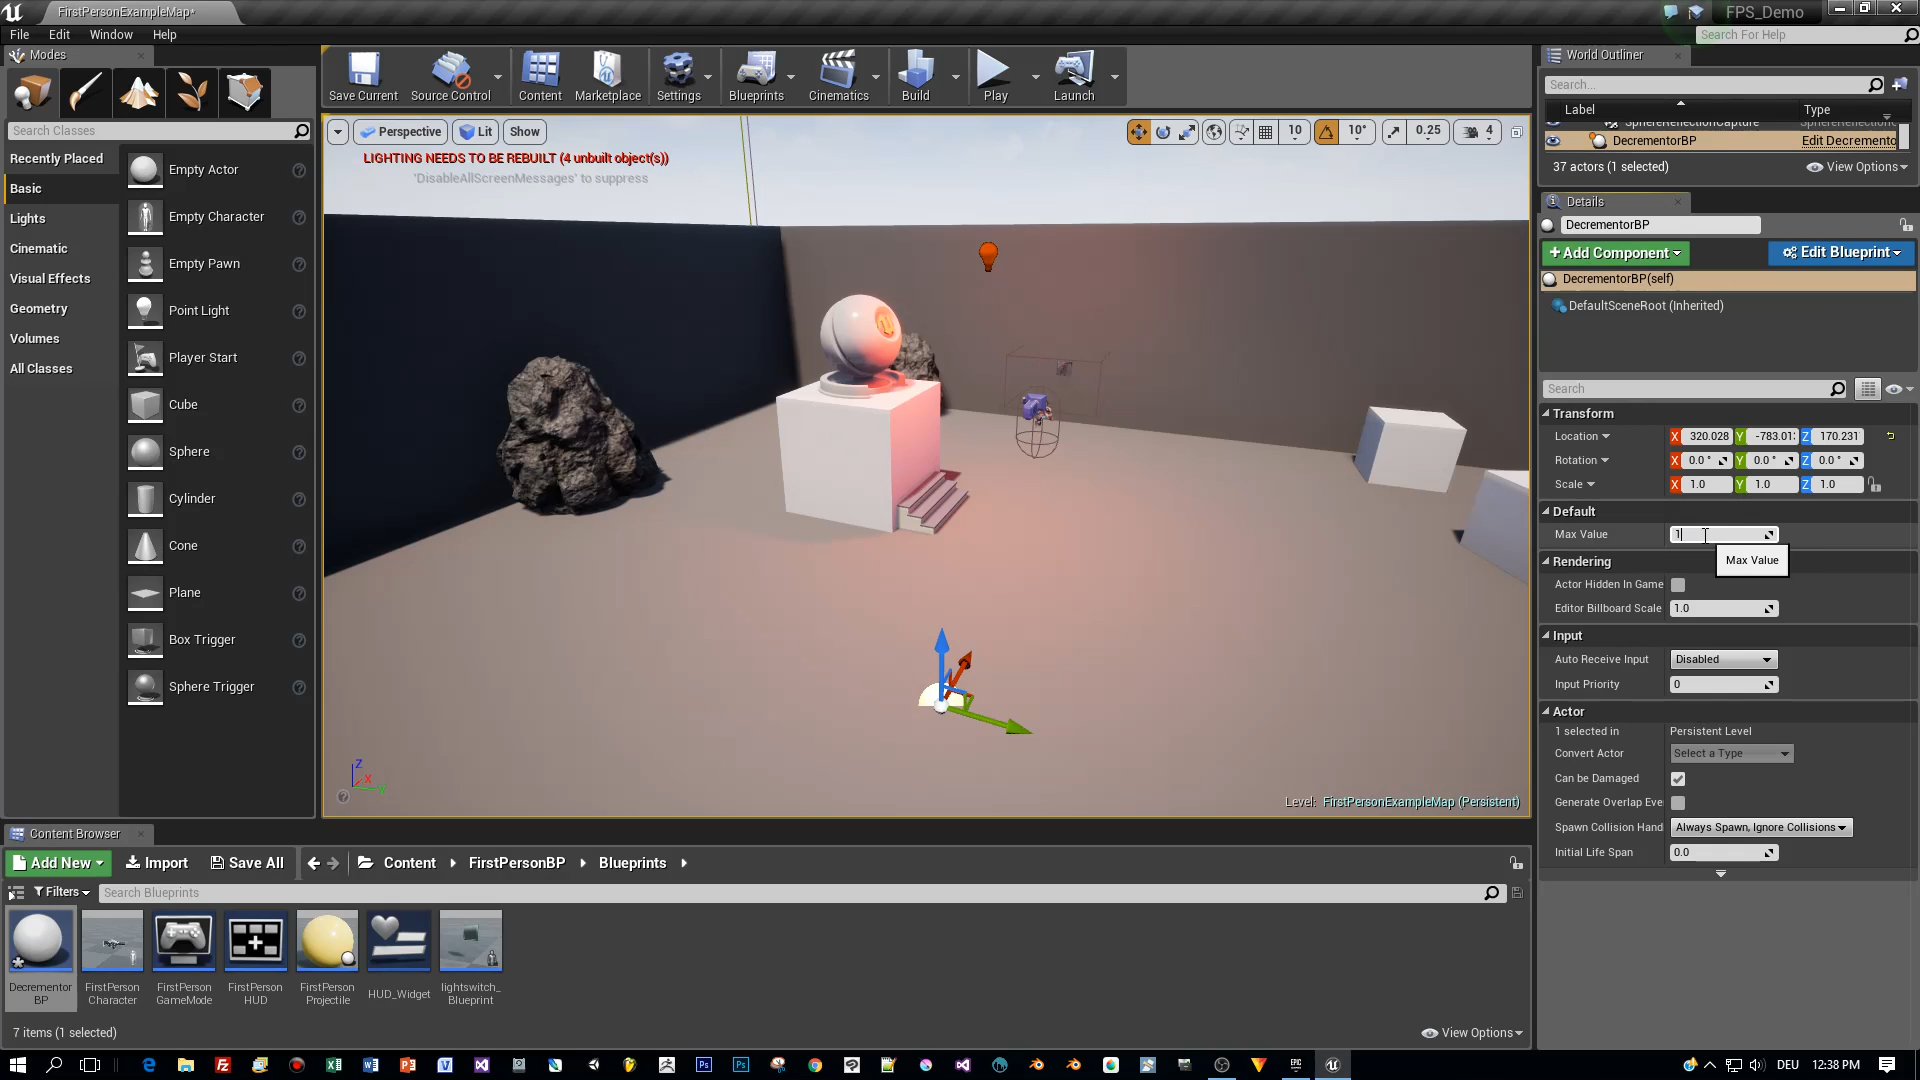 FirstPersonExampleMap*
FPS_Demo
File Edit Window Help
Search For Help
Modes
Search Classes
Recently Placed
Basic
Lights
Cinematic
Visual Effects
Geometry
Volumes
All Classes
Empty Actor
Empty Character
Empty Pawn
Point Light
Player Start
Cube
Sphere
Cylinder
Cone
Plane
Box Trigger
Sphere Trigger
Save Current
Source Control
Content
Marketplace
Settings
Blueprints
Cinematics
Build
Play
Launch
Perspective Lit Show
10 10° 0.25 4
LIGHTING NEEDS TO BE REBUILT (4 unbuilt object(s))
'DisableAllScreenMessages' to suppress
Z
X
Y
Level: FirstPersonExampleMap (Persistent)
World Outliner
Search...
Label Type
SphereReflectionCapture
DecrementorBP Edit Decremento
37 actors (1 selected) View Options
Details
DecrementorBP
+Add Component Edit Blueprint
DecrementorBP(self)
DefaultSceneRoot (Inherited)
Search
Transform
Location X 320.028 Y -783.01 Z 170.231
Rotation X 0.0 ° Y 0.0 ° Z 0.0 °
Scale X 1.0 Y 1.0 Z 1.0
Default
Max Value 1
Max Value
Rendering
Actor Hidden In Game
Editor Billboard Scale 1.0
Input
Auto Receive Input Disabled
Input Priority 0
Actor
1 selected in Persistent Level
Convert Actor Select a Type
Can be Damaged
Generate Overlap Eve
Spawn Collision Hand Always Spawn, Ignore Collisions
Initial Life Span 0.0
Content Browser
Add New Import Save All Content FirstPersonBP Blueprints
Filters Search Blueprints
Decrementor
BP
FirstPerson
Character
FirstPerson
GameMode
FirstPerson
HUD
FirstPerson
Projectile
HUD_Widget
lightswitch_
Blueprint
7 items (1 selected)
View Options
DEU 12:38 PM